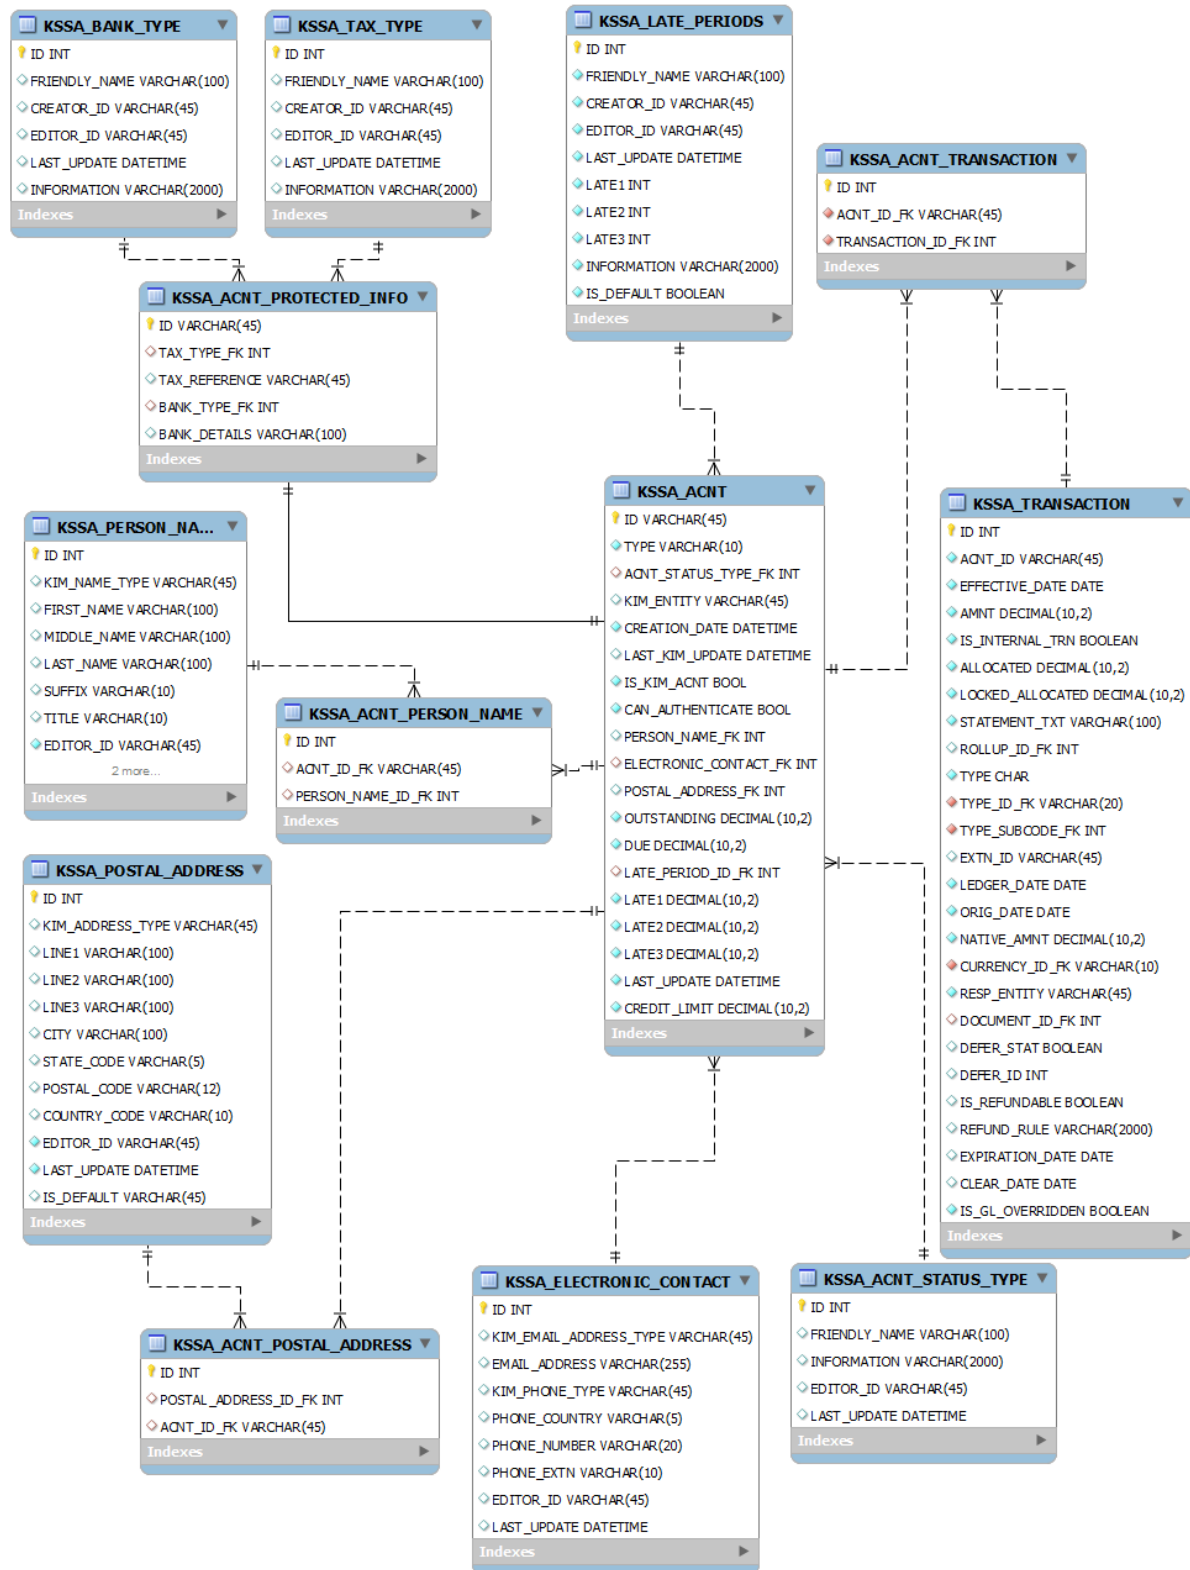 KSSA_BANK_TYPE
ID INT
FRIENDLY_NAME VARCHAR(100)
CREATOR_ID VARCHAR(45)
EDITOR_ID VARCHAR(45)
LAST_UPDATE DATETIME
INFORMATION VARCHAR(2000)
Indexes
KSSA_TAX_TYPE
ID INT
FRIENDLY_NAME VARCHAR(100)
CREATOR_ID VARCHAR(45)
EDITOR_ID VARCHAR(45)
LAST_UPDATE DATETIME
INFORMATION VARCHAR(2000)
Indexes
KSSA_LATE_PERIODS
ID INT
FRIENDLY_NAME VARCHAR(100)
CREATOR_ID VARCHAR(45)
EDITOR_ID VARCHAR(45)
LAST_UPDATE DATETIME
LATE1 INT
LATE2 INT
LATE3 INT
INFORMATION VARCHAR(2000)
IS_DEFAULT BOOLEAN
Indexes
KSSA_ACNT_TRANSACTION
ID INT
ACNT_ID_FK VARCHAR(45)
TRANSACTION_ID_FK INT
Indexes
KSSA_ACNT_PROTECTED_INFO
ID VARCHAR(45)
TAX_TYPE_FK INT
TAX_REFERENCE VARCHAR(45)
BANK_TYPE_FK INT
BANK_DETAILS VARCHAR(100)
Indexes
KSSA_PERSON_NA...
ID INT
KIM_NAME_TYPE VARCHAR(45)
FIRST_NAME VARCHAR(100)
MIDDLE_NAME VARCHAR(100)
LAST_NAME VARCHAR(100)
SUFFIX VARCHAR(10)
TITLE VARCHAR(10)
EDITOR_ID VARCHAR(45)
2 more...
Indexes
KSSA_ACNT_PERSON_NAME
ID INT
ACNT_ID_FK VARCHAR(45)
PERSON_NAME_ID_FK INT
Indexes
KSSA_ACNT
ID VARCHAR(45)
TYPE VARCHAR(10)
ACNT_STATUS_TYPE_FK INT
KIM_ENTITY VARCHAR(45)
CREATION_DATE DATETIME
LAST_KIM_UPDATE DATETIME
IS_KIM_ACNT BOOL
CAN_AUTHENTICATE BOOL
PERSON_NAME_FK INT
ELECTRONIC_CONTACT_FK INT
POSTAL_ADDRESS_FK INT
OUTSTANDING DECIMAL(10,2)
DUE DECIMAL(10,2)
LATE_PERIOD_ID_FK INT
LATE1 DECIMAL(10,2)
LATE2 DECIMAL(10,2)
LATE3 DECIMAL(10,2)
LAST_UPDATE DATETIME
CREDIT_LIMIT DECIMAL(10,2)
Indexes
KSSA_TRANSACTION
ID INT
ACNT_ID VARCHAR(45)
EFFECTIVE_DATE DATE
AMNT DECIMAL(10,2)
IS_INTERNAL_TRN BOOLEAN
ALLOCATED DECIMAL(10,2)
LOCKED_ALLOCATED DECIMAL(10,2)
STATEMENT_TXT VARCHAR(100)
ROLLUP_ID_FK INT
TYPE CHAR
TYPE_ID_FK VARCHAR(20)
TYPE_SUBCODE_FK INT
EXTN_ID VARCHAR(45)
LEDGER_DATE DATE
ORIG_DATE DATE
NATIVE_AMNT DECIMAL(10,2)
CURRENCY_ID_FK VARCHAR(10)
RESP_ENTITY VARCHAR(45)
DOCUMENT_ID_FK INT
DEFER_STAT BOOLEAN
DEFER_ID INT
IS_REFUNDABLE BOOLEAN
REFUND_RULE VARCHAR(2000)
EXPIRATION_DATE DATE
CLEAR_DATE DATE
IS_GL_OVERRIDDEN BOOLEAN
Indexes
KSSA_POSTAL_ADDRESS
ID INT
KIM_ADDRESS_TYPE VARCHAR(45)
LINE1 VARCHAR(100)
LINE2 VARCHAR(100)
LINE3 VARCHAR(100)
CITY VARCHAR(100)
STATE_CODE VARCHAR(5)
POSTAL_CODE VARCHAR(12)
COUNTRY_CODE VARCHAR(10)
EDITOR_ID VARCHAR(45)
LAST_UPDATE DATETIME
IS_DEFAULT VARCHAR(45)
Indexes
KSSA_ACNT_POSTAL_ADDRESS
ID INT
POSTAL_ADDRESS_ID_FK INT
ACNT_ID_FK VARCHAR(45)
Indexes
KSSA_ELECTRONIC_CONTACT
ID INT
KIM_EMAIL_ADDRESS_TYPE VARCHAR(45)
EMAIL_ADDRESS VARCHAR(255)
KIM_PHONE_TYPE VARCHAR(45)
PHONE_COUNTRY VARCHAR(5)
PHONE_NUMBER VARCHAR(20)
PHONE_EXTN VARCHAR(10)
EDITOR_ID VARCHAR(45)
LAST_UPDATE DATETIME
Indexes
KSSA_ACNT_STATUS_TYPE
ID INT
FRIENDLY_NAME VARCHAR(100)
INFORMATION VARCHAR(2000)
EDITOR_ID VARCHAR(45)
LAST_UPDATE DATETIME
Indexes